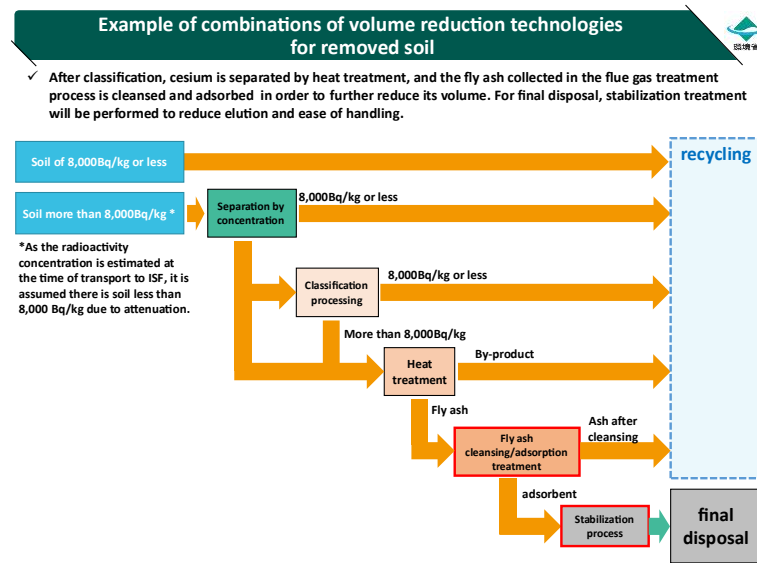 Example of combinations of volume reduction technologies
for removed soil
✓ After classification, cesium is separated by heat treatment, and the fly ash collected in the flue gas treatment
process is cleansed and adsorbed in order to further reduce its volume. For final disposal, stabilization treatment
will be performed to reduce elution and ease of handling.
Soil of 8,000Bq/kg or less
recycling
Soil more than 8,000Bq/kg *
Separation by
concentration
8,000Bq/kg or less
*As the radioactivity
concentration is estimated at
the time of transport to ISF, it is
assumed there is soil less than
8,000 Bq/kg due to attenuation.
Classification
processing
8,000Bq/kg or less
More than 8,000Bq/kg
Heat
treatment
By-product
Fly ash
Fly ash
cleansing/adsorption
treatment
Ash after
cleansing
adsorbent
Stabilization
process
final
disposal